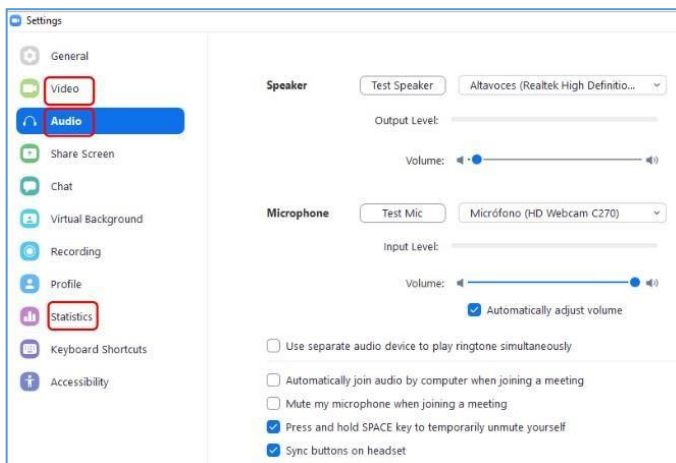 Settings
General
Video
Audio
Share Screen
Chat
Virtual Background
Recording
Profile
Statistics
Keyboard Shortcuts
Accessibility
Speaker Test Speaker Altavoces (Realtek High Definitio...
Output Level:
Volume:
Microphone Test Mic Micrófono (HD Webcam C270)
Input Level:
Volume:
Automatically adjust volume
Use separate audio device to play ringtone simultaneously
Automatically join audio by computer when joining a meeting
Mute my microphone when joining a meeting
Press and hold SPACE key to temporarily unmute yourself
Sync buttons on headset